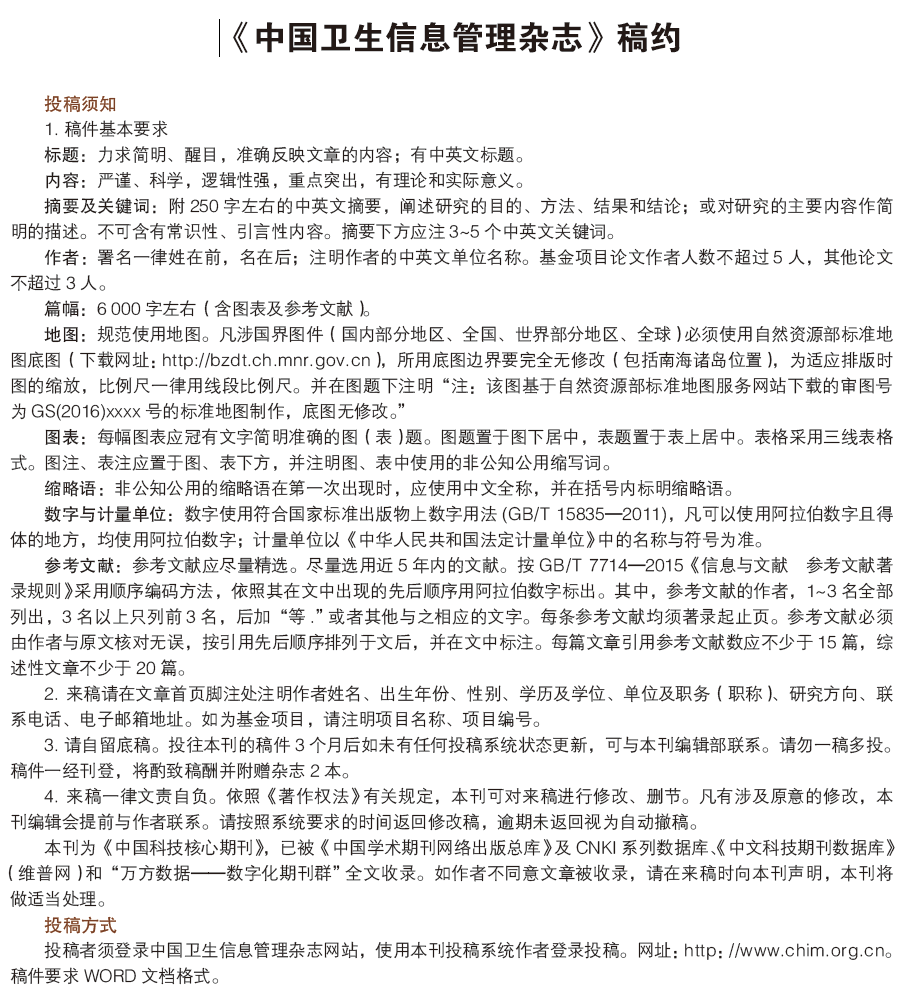 《中国卫生信息管理杂志》稿约
投稿须知
1. 稿件基本要求
标题：力求简明、醒目，准确反映文章的内容；有中英文标题。
内容：严谨、科学，逻辑性强，重点突出，有理论和实际意义。
摘要及关键词：附 250 字左右的中英文摘要，阐述研究的目的、方法、结果和结论；或对研究的主要内容作简
明的描述。不可含有常识性、引言性内容。摘要下方应注 3~5 个中英文关键词。
作者：署名一律姓在前，名在后；注明作者的中英文单位名称。基金项目论文作者人数不超过 5 人，其他论文
不超过 3 人。
篇幅：6 000 字左右（含图表及参考文献）。
地图：规范使用地图。凡涉国界图件（国内部分地区、全国、世界部分地区、全球）必须使用自然资源部标准地
图底图（下载网址：http://bzdt.ch.mnr.gov.cn），所用底图边界要完全无修改（包括南海诸岛位置），为适应排版时
图的缩放，比例尺一律用线段比例尺。并在图题下注明“注：该图基于自然资源部标准地图服务网站下载的审图号
为 GS(2016)xxxx 号的标准地图制作，底图无修改。”
图表：每幅图表应冠有文字简明准确的图（表）题。图题置于图下居中，表题置于表上居中。表格采用三线表格
式。图注、表注应置于图、表下方，并注明图、表中使用的非公知公用缩写词。
缩略语：非公知公用的缩略语在第一次出现时，应使用中文全称，并在括号内标明缩略语。
数字与计量单位：数字使用符合国家标准出版物上数字用法 (GB/T 15835—2011)，凡可以使用阿拉伯数字且得
体的地方，均使用阿拉伯数字；计量单位以《中华人民共和国法定计量单位》中的名称与符号为准。
参考文献：参考文献应尽量精选。尽量选用近 5 年内的文献。按 GB/T 7714—2015《信息与文献　参考文献著
录规则》采用顺序编码方法，依照其在文中出现的先后顺序用阿拉伯数字标出。其中，参考文献的作者，1~3 名全部
列出，3 名以上只列前 3 名，后加“等 .”或者其他与之相应的文字。每条参考文献均须著录起止页。参考文献必须
由作者与原文核对无误，按引用先后顺序排列于文后，并在文中标注。每篇文章引用参考文献数应不少于 15 篇，综
述性文章不少于 20 篇。
2. 来稿请在文章首页脚注处注明作者姓名、出生年份、性别、学历及学位、单位及职务（职称）、研究方向、联
系电话、电子邮箱地址。如为基金项目，请注明项目名称、项目编号。
3. 请自留底稿。投往本刊的稿件 3 个月后如未有任何投稿系统状态更新，可与本刊编辑部联系。请勿一稿多投。
稿件一经刊登，将酌致稿酬并附赠杂志 2 本。
4. 来稿一律文责自负。依照《著作权法》有关规定，本刊可对来稿进行修改、删节。凡有涉及原意的修改，本
刊编辑会提前与作者联系。请按照系统要求的时间返回修改稿，逾期未返回视为自动撤稿。
本刊为《中国科技核心期刊》，已被《中国学术期刊网络出版总库》及 CNKI 系列数据库、《中文科技期刊数据库》
（维普网）和“万方数据——数字化期刊群”全文收录。如作者不同意文章被收录，请在来稿时向本刊声明，本刊将
做适当处理。
投稿方式
投稿者须登录中国卫生信息管理杂志网站，使用本刊投稿系统作者登录投稿。网址：http：//www.chim.org.cn。
稿件要求 WORD 文档格式。